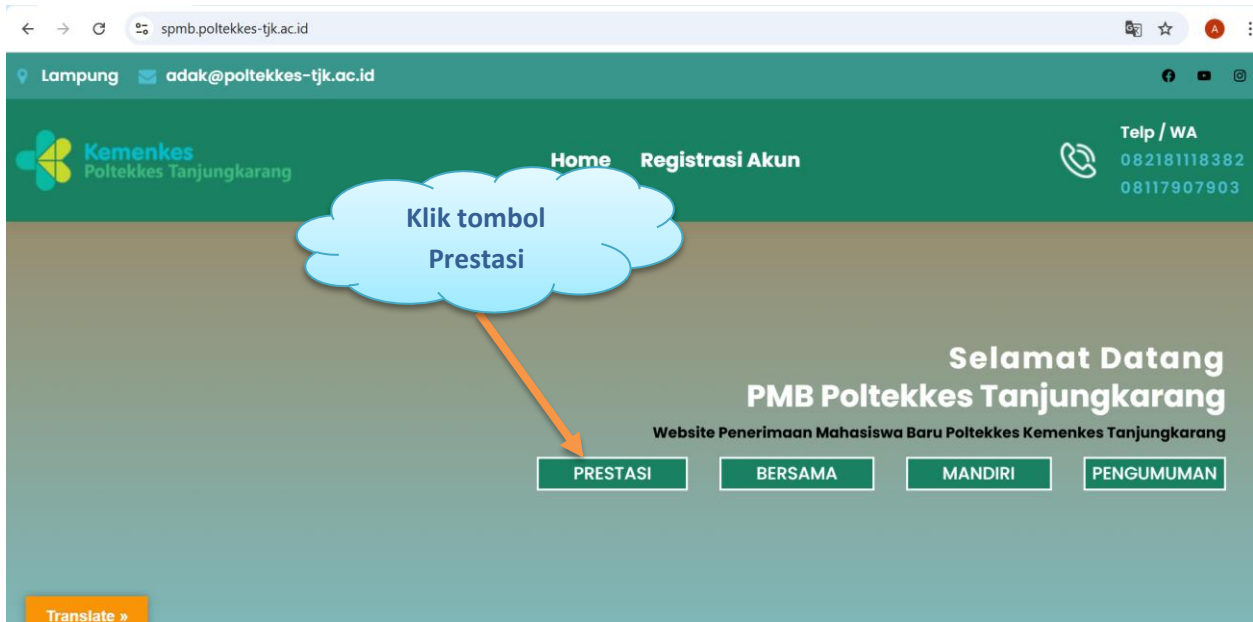 spmb.poltekkes-tjk.ac.id
A
Lampung adak@poltekkes-tjk.ac.id
Kemenkes
Poltekkes Tanjungkarang
Home Registrasi Akun
Telp / WA
082181118382
08117907903
Klik tombol
Prestasi
Selamat Datang
PMB Poltekkes Tanjungkarang
Website Penerimaan Mahasiswa Baru Poltekkes Kemenkes Tanjungkarang
PRESTASI BERSAMA MANDIRI PENGUMUMAN
Translate »